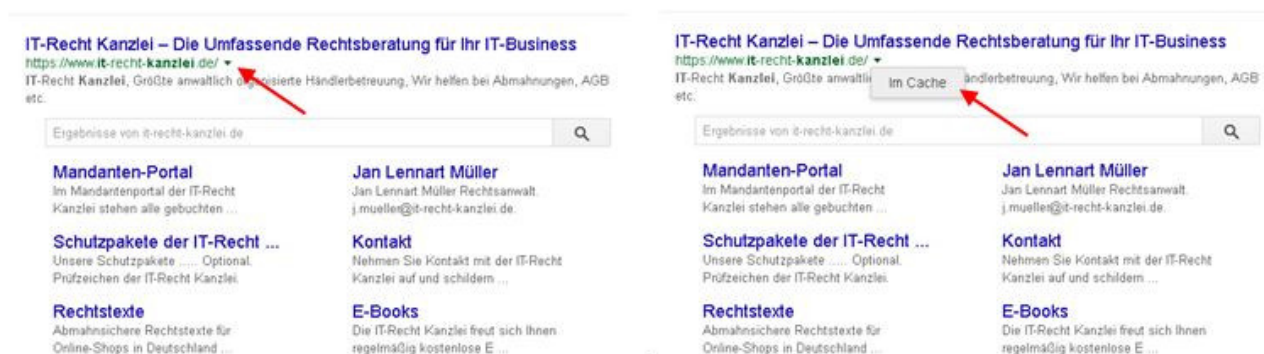 IT-Recht Kanzlei – Die Umfassende Rechtsberatung für Ihr IT-Business
https://www.it-recht-kanzlei.de/
IT-Recht Kanzlei, Größte anwaltlich organisierte Händlerbetreuung, Wir helfen bei Abmahnungen, AGB
etc.
Ergebnisse von it-recht-kanzlei.de
Mandanten-Portal
Im Mandantenportal der IT-Recht
Kanzlei stehen alle gebuchten ...
Jan Lennart Müller
Jan Lennart Müller Rechtsanwalt.
j.mueller@it-recht-kanzlei.de.
Schutzpakete der IT-Recht ...
Unsere Schutzpakete ..... Optional.
Prüfzeichen der IT-Recht Kanzlei.
Kontakt
Nehmen Sie Kontakt mit der IT-Recht
Kanzlei auf und schildern ...
Rechtstexte
Abmahnsichere Rechtstexte für
Online-Shops in Deutschland ...
E-Books
Die IT-Recht Kanzlei freut sich Ihnen
regelmäßig kostenlose E ...
IT-Recht Kanzlei – Die Umfassende Rechtsberatung für Ihr IT-Business
https://www.it-recht-kanzlei.de/
IT-Recht Kanzlei, Größte anwaltli ändlerbetreuung, Wir helfen bei Abmahnungen, AGB
Im Cache
etc.
Ergebnisse von it-recht-kanzlei.de
Mandanten-Portal
Im Mandantenportal der IT-Recht
Kanzlei stehen alle gebuchten ...
Jan Lennart Müller
Jan Lennart Müller Rechtsanwalt.
j.mueller@it-recht-kanzlei.de.
Schutzpakete der IT-Recht ...
Unsere Schutzpakete ..... Optional.
Prüfzeichen der IT-Recht Kanzlei.
Kontakt
Nehmen Sie Kontakt mit der IT-Recht
Kanzlei auf und schildern ...
Rechtstexte
Abmahnsichere Rechtstexte für
Online-Shops in Deutschland ...
E-Books
Die IT-Recht Kanzlei freut sich Ihnen
regelmäßig kostenlose E ...